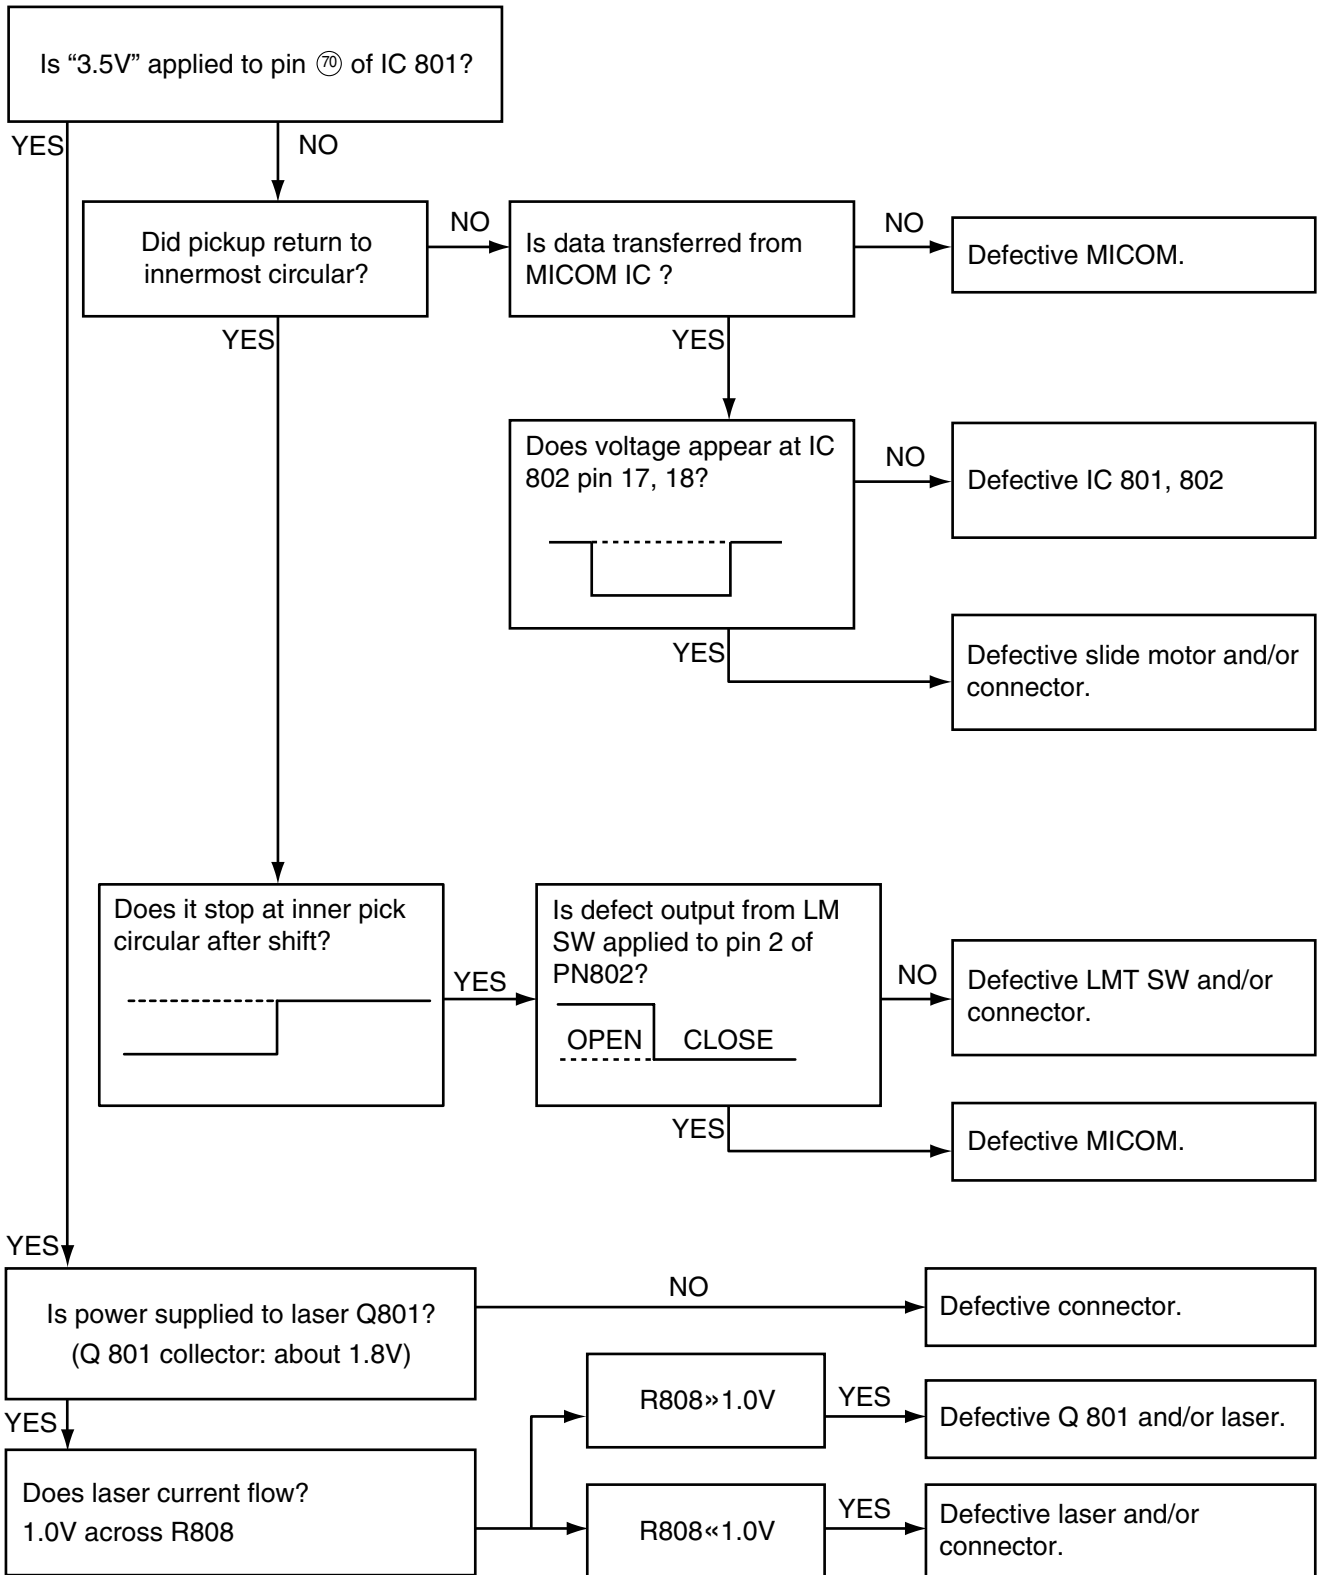 Is “3.5V” applied to pin ⑰⓪ of IC 801?
YES
NO
Did pickup return to
innermost circular?
NO
Is data transferred from
MICOM IC ?
NO
Defective MICOM.
YES
YES
Does voltage appear at IC
802 pin 17, 18?
NO
Defective IC 801, 802
YES
Defective slide motor and/or
connector.
Does it stop at inner pick
circular after shift?
YES
Is defect output from LM
SW applied to pin 2 of
PN802?
OPEN CLOSE
NO
Defective LMT SW and/or
connector.
YES
Defective MICOM.
YES
Is power supplied to laser Q801?
(Q 801 collector: about 1.8V)
NO
Defective connector.
YES
R808»1.0V
YES
Defective Q 801 and/or laser.
Does laser current flow?
1.0V across R808
R808«1.0V
YES
Defective laser and/or
connector.